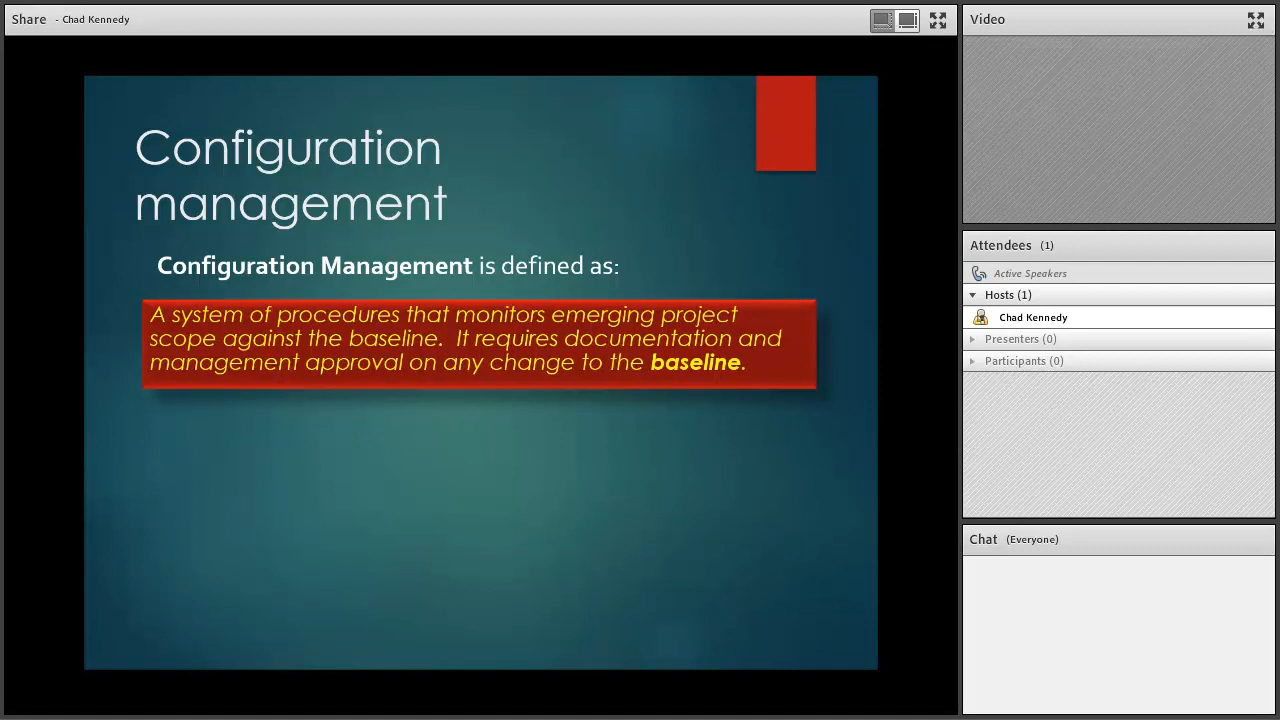 Share - Chad Kennedy
Configuration
management
Configuration Management is defined as:
A system of procedures that monitors emerging project
scope against the baseline.  It requires documentation and
management approval on any change to the baseline.
Video
Attendees (1)
Active Speakers
Hosts (1)
Chad Kennedy
Presenters (0)
Participants (0)
Chat (Everyone)